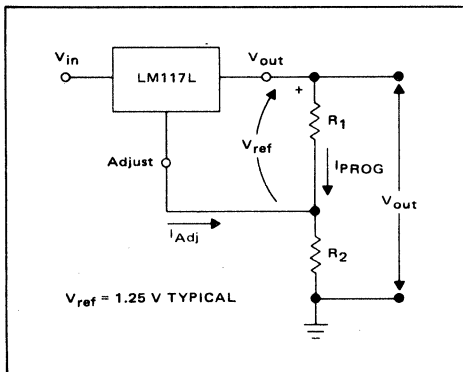 Vin
LM117L
Vout
+
R1
Vref
IPROG
Adjust
Vout
IAdj
R2
Vref = 1.25 V TYPICAL